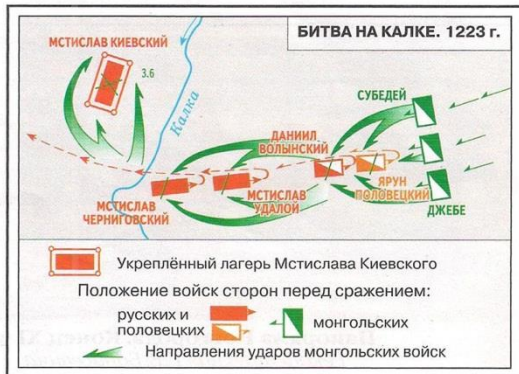 БИТВА НА КАЛКЕ. 1223 г.
МСТИСЛАВ КИЕВСКИЙ
3.6
Калка
СУБЕДЕЙ
ДАНИИЛ
ВОЛЫНСКИЙ
МСТИСЛАВ
ЧЕРНИГОВСКИЙ
МСТИСЛАВ
УДАЛОЙ
ЯРУН
ПОЛОВЕЦКИЙ
ДЖЕБЕ
Укреплённый лагерь Мстислава Киевского
Положение войск сторон перед сражением:
русских и
половецких
монгольских
Направления ударов монгольских войск